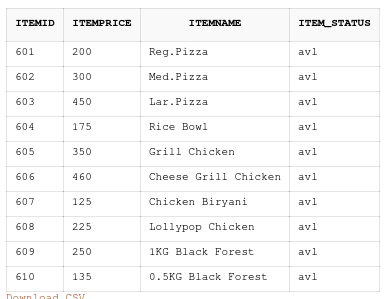 ITEMID ITEMPRICE ITEMNAME ITEM_STATUS
601 200 Reg.Pizza avl
602 300 Med.Pizza avl
603 450 Lar.Pizza avl
604 175 Rice Bowl avl
605 350 Grill Chicken avl
606 460 Cheese Grill Chicken avl
607 125 Chicken Biryani avl
608 225 Lollypop Chicken avl
609 250 1KG Black Forest avl
610 135 0.5KG Black Forest avl
Download CSV